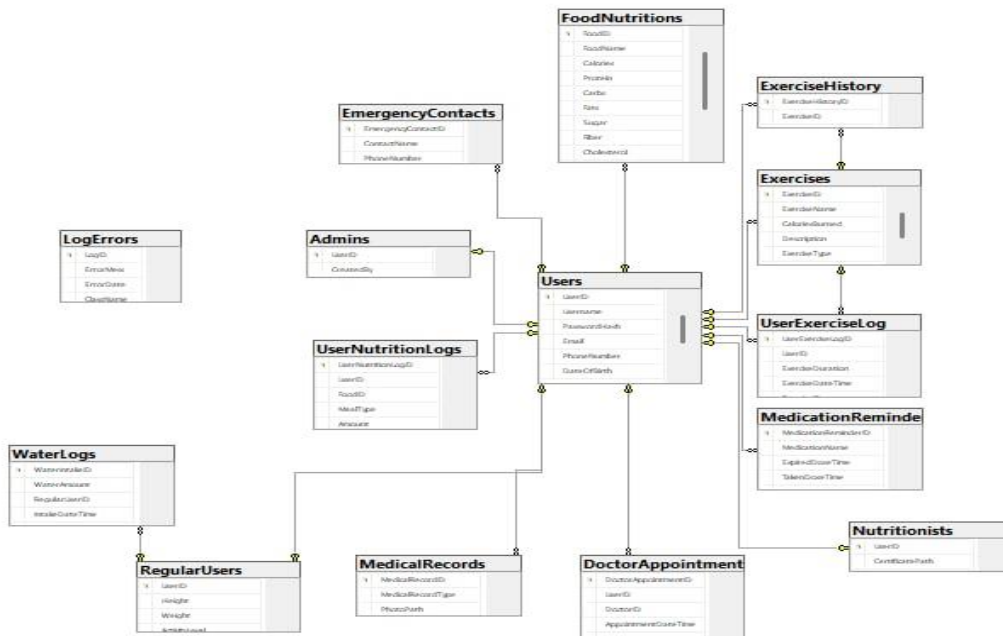 FoodNutritions
FoodID
FoodName
Calories
Protein
Carbs
Fats
Sugar
Fiber
Cholesterol
ExerciseHistory
ExerciseHistoryID
ExerciseID
EmergencyContacts
EmergencyContactID
ContactName
PhoneNumber
Exercises
ExerciseID
ExerciseName
CaloriesBurned
Description
ExerciseType
LogErrors
LogID
ErrorMess
ErrorDate
ClassName
Admins
UserID
CreatedBy
Users
UserID
Username
PasswordHash
Email
PhoneNumber
DateOfBirth
UserExerciseLog
UserExerciseLogID
UserID
ExerciseDuration
ExerciseDateTime
UserNutritionLogs
UserNutritionLogID
UserID
FoodID
MealType
Amount
MedicationReminde
MedicationReminderID
MedicationName
ExpiredDateTime
TakenDateTime
WaterLogs
WaterIntakeID
WaterAmount
RegularUserID
IntakeDateTime
Nutritionists
UserID
CertificatePath
RegularUsers
UserID
Height
Weight
ActivityLevel
MedicalRecords
MedicalRecordID
MedicalRecordType
PhotoPath
DoctorAppointment
DoctorAppointmentID
UserID
DoctorID
AppointmentDateTime